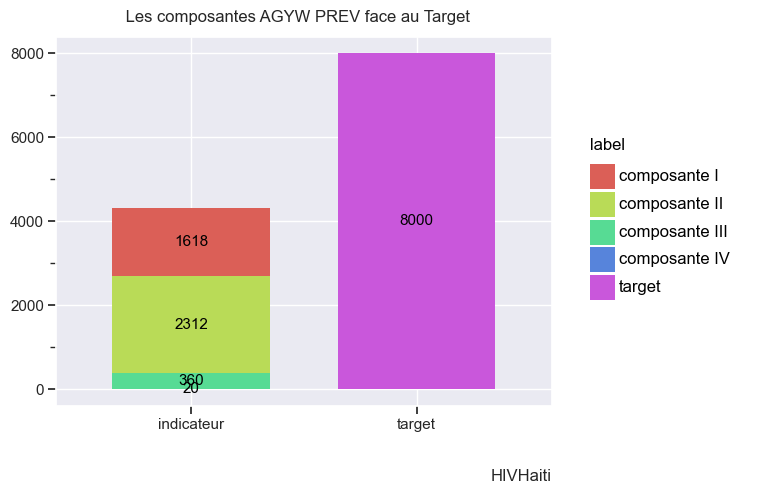 Les composantes AGYW PREV face au Target
8000
6000
4000
2000
0
1618
2312
360
20
8000
indicateur
target
label
composante I
composante II
composante III
composante IV
target
HIVHaiti